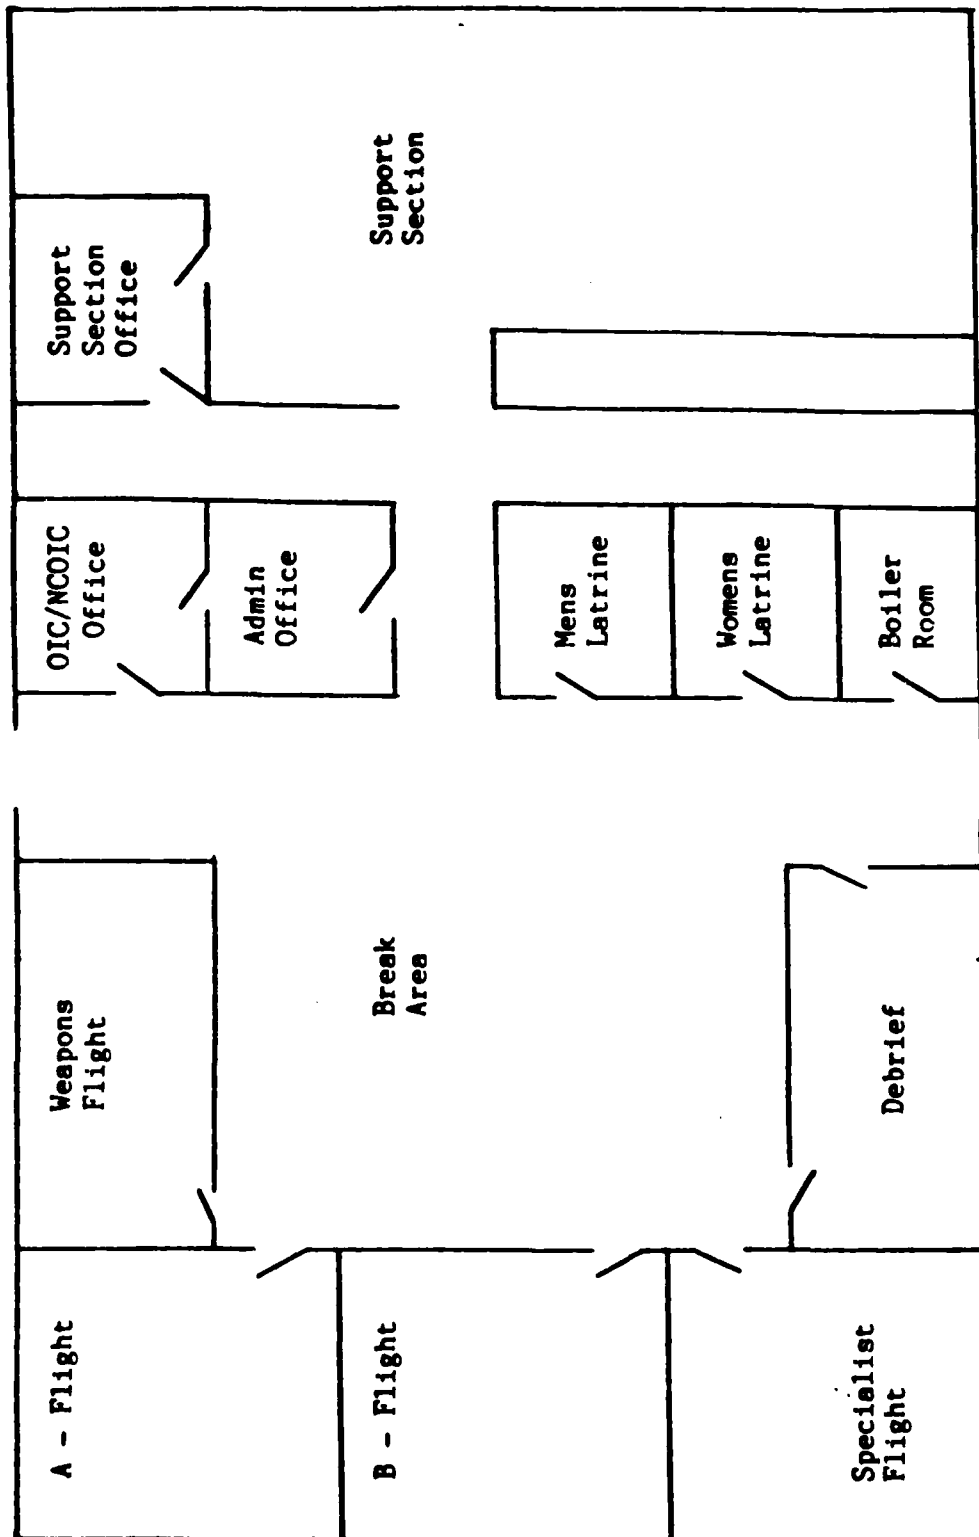 A - Flight
Weapons
Flight
OIC/NCOIC
Office
Support
Section
Office
Admin
Office
B - Flight
Break
Area
Support
Section
Mens
Latrine
Womens
Latrine
Specialist
Flight
Debrief
Boiler
Room